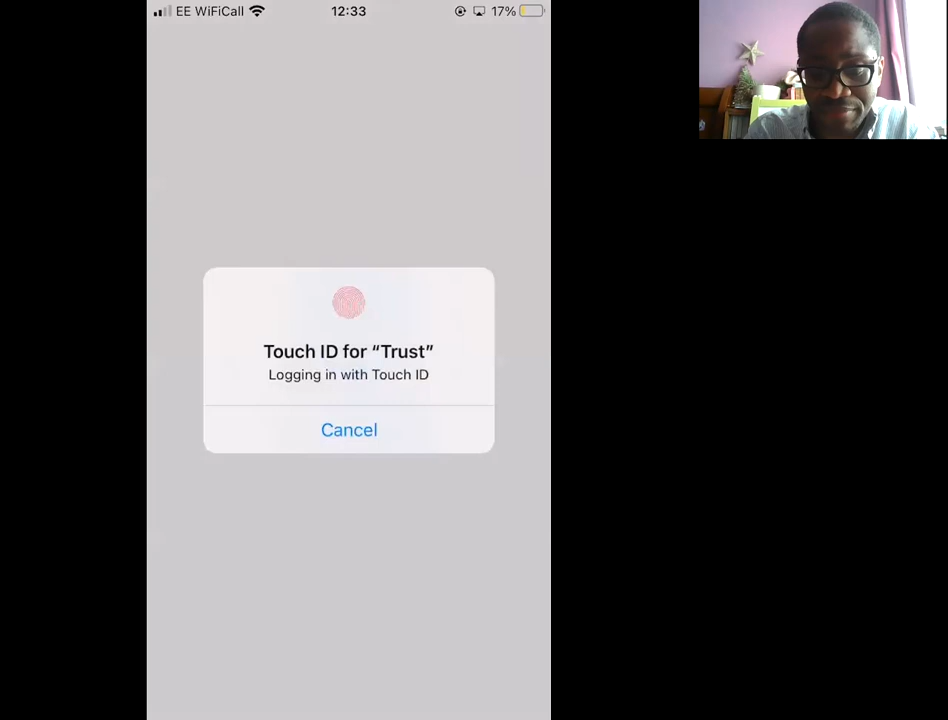 EE WiFiCall 12:33 17%
Touch ID for “Trust”
Logging in with Touch ID
Cancel